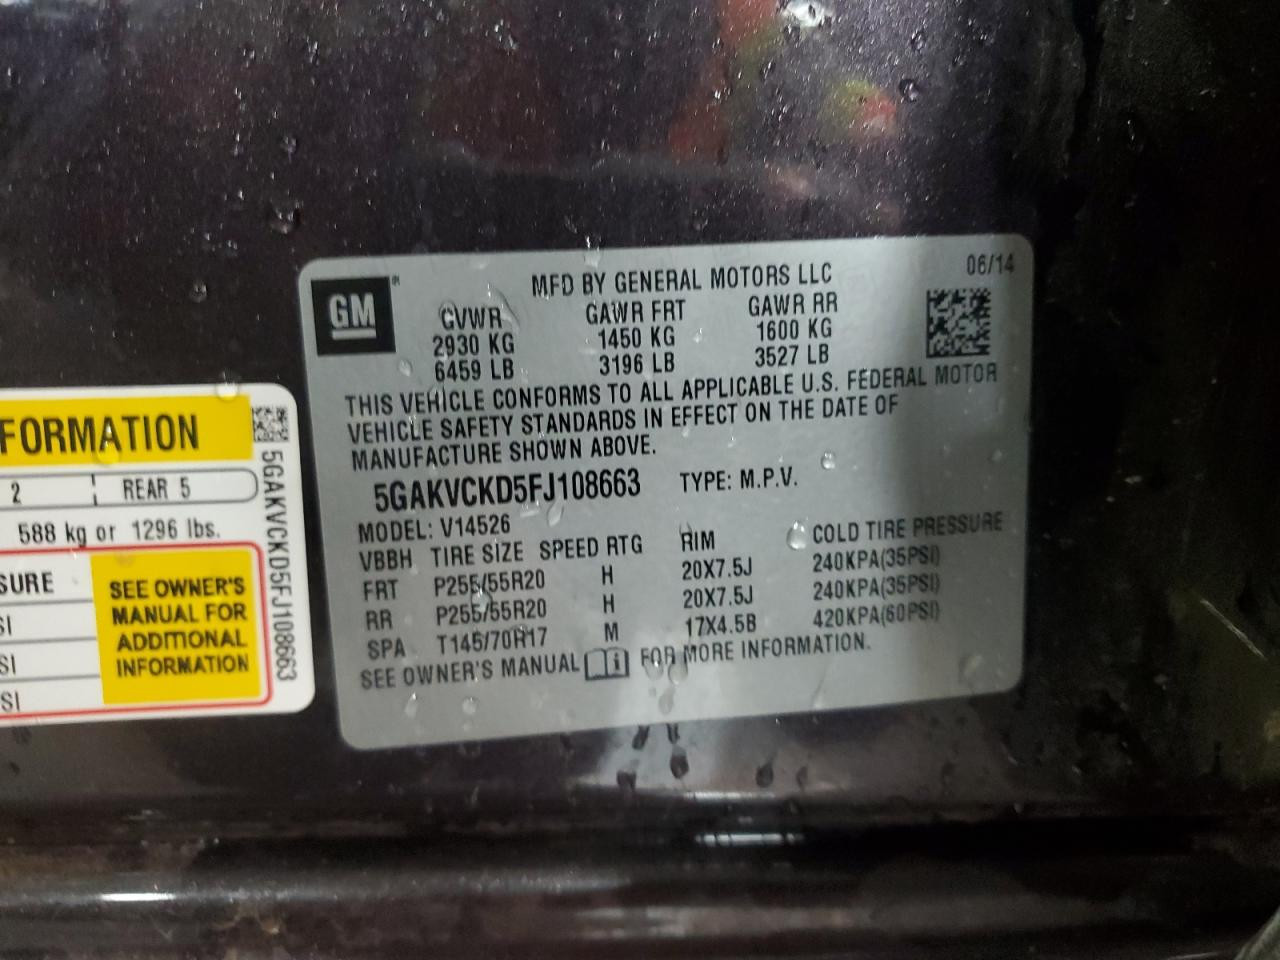 FORMATION
2 REAR 5
588 kg or 1296 lbs.
SURE
SI
SI
SI
SEE OWNER'S
MANUAL FOR
ADDITIONAL
INFORMATION
5GAKVCKD5FJ108663
GM
MFD BY GENERAL MOTORS LLC 06/14
GVWR GAWR FRT GAWR RR
2930 KG 1450 KG 1600 KG
6459 LB 3196 LB 3527 LB
THIS VEHICLE CONFORMS TO ALL APPLICABLE U.S. FEDERAL MOTOR
VEHICLE SAFETY STANDARDS IN EFFECT ON THE DATE OF
MANUFACTURE SHOWN ABOVE.
5GAKVCKD5FJ108663 TYPE: M.P.V.
MODEL: V14526
VBBH TIRE SIZE SPEED RTG RIM COLD TIRE PRESSURE
FRT P255/55R20 H 20X7.5J 240KPA(35PSI)
RR P255/55R20 H 20X7.5J 240KPA(35PSI)
SPA T145/70R17 M 17X4.5B 420KPA(60PSI)
SEE OWNER'S MANUAL FOR MORE INFORMATION.